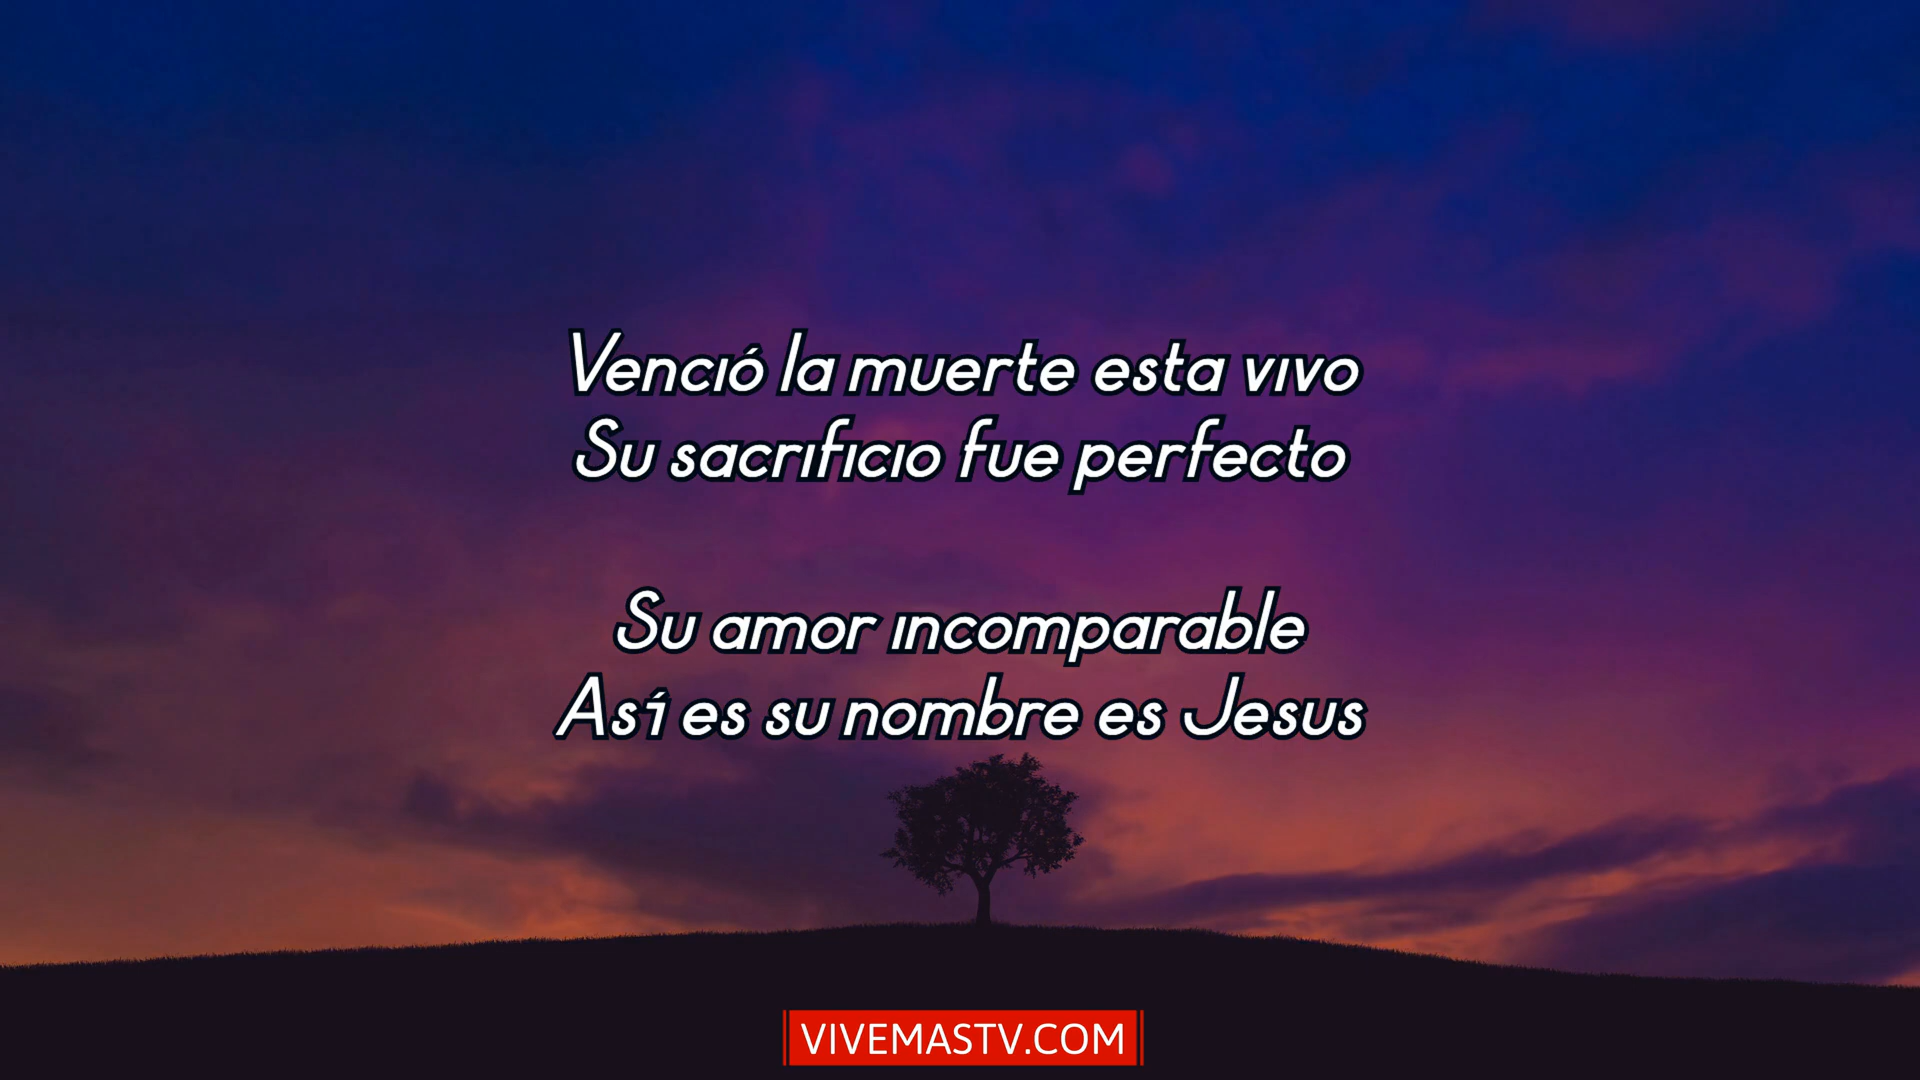 Venció la muerte esta vivo
Su sacrificio fue perfecto
Su amor incomparable
Así es su nombre es Jesus
VIVEMASTV.COM